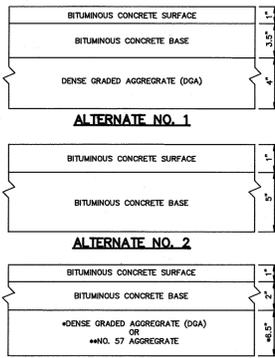 BITUMINOUS CONCRETE SURFACE
1"
BITUMINOUS CONCRETE BASE
3.5"
DENSE GRADED AGGREGRATE (DGA)
4"
ALTERNATE NO. 1
BITUMINOUS CONCRETE SURFACE
1"
BITUMINOUS CONCRETE BASE
5"
ALTERNATE NO. 2
BITUMINOUS CONCRETE SURFACE
1"
BITUMINOUS CONCRETE BASE
2"
*DENSE GRADED AGGREGRATE (DGA)
OR
**NO. 57 AGGREGRATE
*6.5"